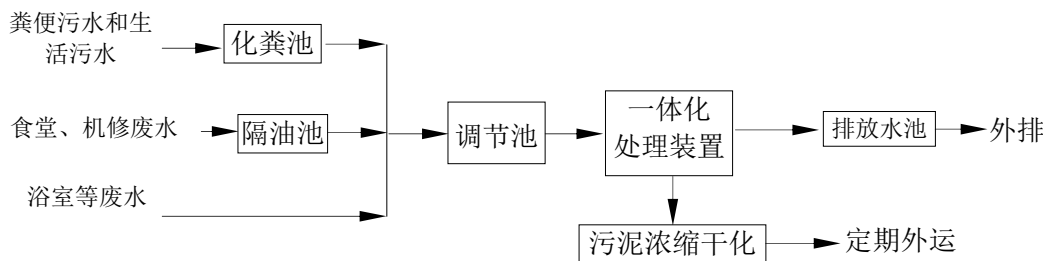 粪便污水和生
活污水
化粪池
食堂、机修废水
隔油池
浴室等废水
调节池
一体化
处理装置
排放水池
外排
污泥浓缩干化
定期外运